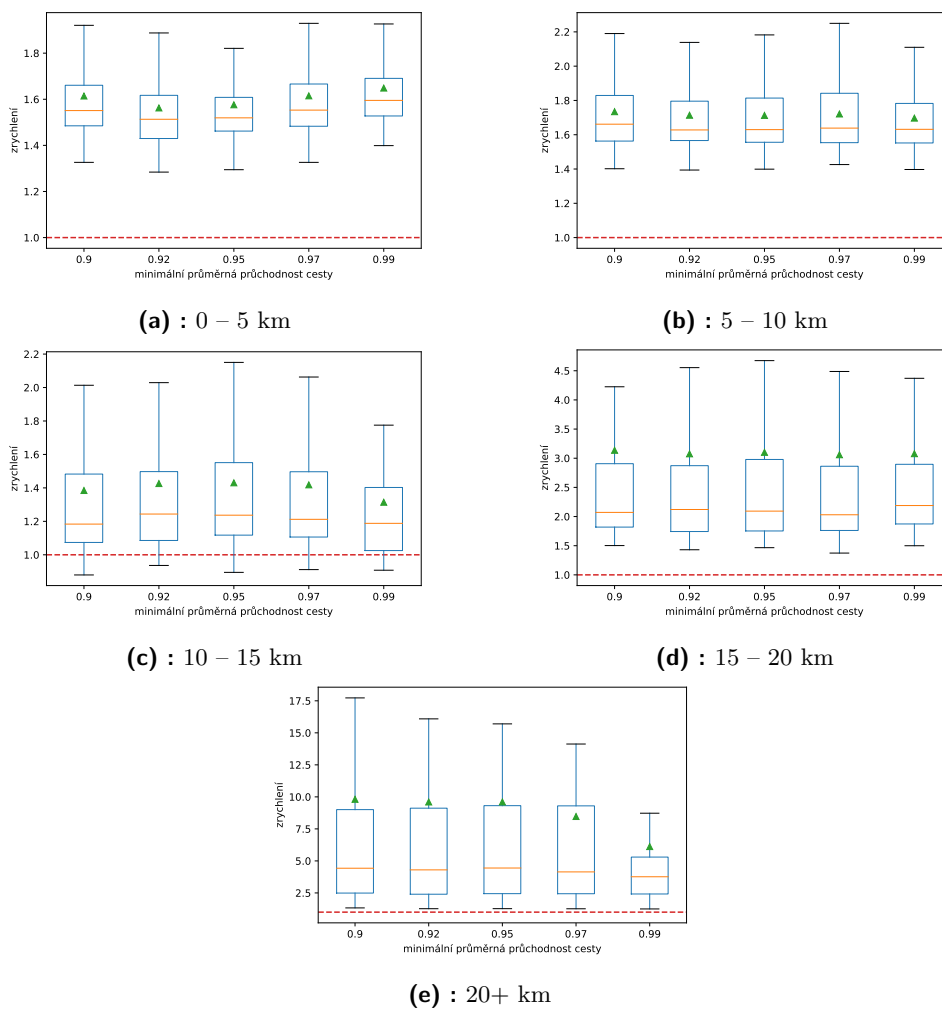 1.8
1.6
1.4
1.2
1.0
zrychlení
0.9 0.92 0.95 0.97 0.99
minimální průměrná průchodnost cesty
(a) : 0 – 5 km
2.2
2.0
1.8
1.6
1.4
1.2
1.0
zrychlení
0.9 0.92 0.95 0.97 0.99
minimální průměrná průchodnost cesty
(b) : 5 – 10 km
2.2
2.0
1.8
1.6
1.4
1.2
1.0
zrychlení
0.9 0.92 0.95 0.97 0.99
minimální průměrná průchodnost cesty
(c) : 10 – 15 km
4.5
4.0
3.5
3.0
2.5
2.0
1.5
1.0
zrychlení
0.9 0.92 0.95 0.97 0.99
minimální průměrná průchodnost cesty
(d) : 15 – 20 km
17.5
15.0
12.5
10.0
7.5
5.0
2.5
zrychlení
0.9 0.92 0.95 0.97 0.99
minimální průměrná průchodnost cesty
(e) : 20+ km